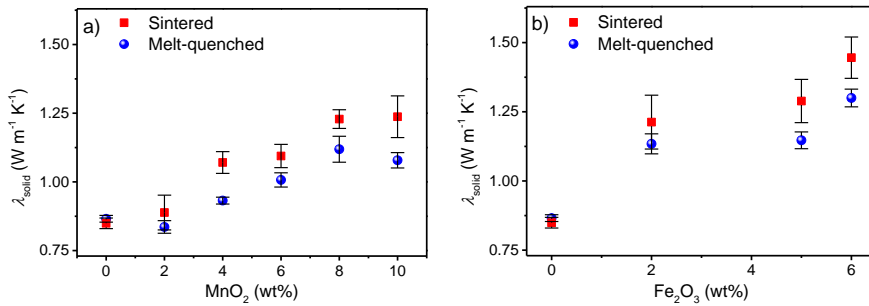 a)
Sintered
Melt-quenched
1.50
1.25
1.00
0.75
λsolid (W m⁻¹ K⁻¹)
0 2 4 6 8 10
MnO₂ (wt%)
b)
Sintered
Melt-quenched
1.50
1.25
1.00
0.75
λsolid (W m⁻¹ K⁻¹)
0 2 4 6
Fe₂O₃ (wt%)